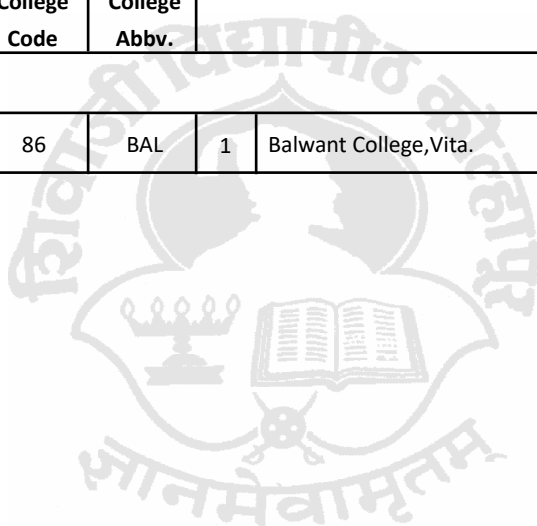 College College
Code Abbv.
86 BAL 1 Balwant College,Vita.
शिवाजी विद्यापीठ कोल्हापूर
ज्ञानमेवामृतम्